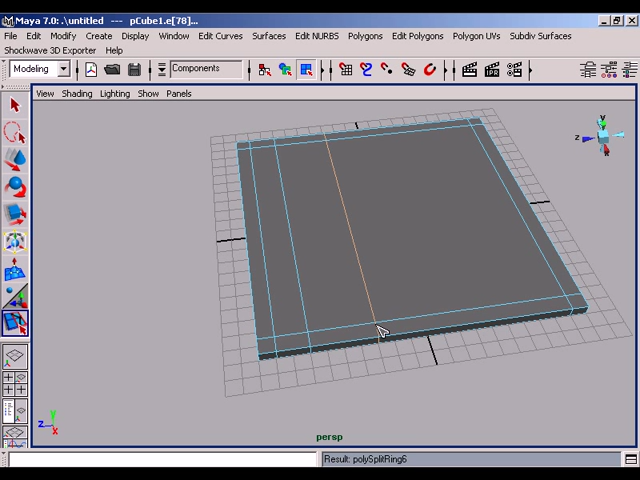 Maya 7.0: .\untitled --- pCube1.e[78]...
File Edit Modify Create Display Window Edit Curves Surfaces Edit NURBS Polygons Edit Polygons Polygon UVs Subdiv Surfaces
Shockwave 3D Exporter Help
Modeling Components
View Shading Lighting Show Panels
y
z
x
y
z
x
persp
Result: polySplitRing6